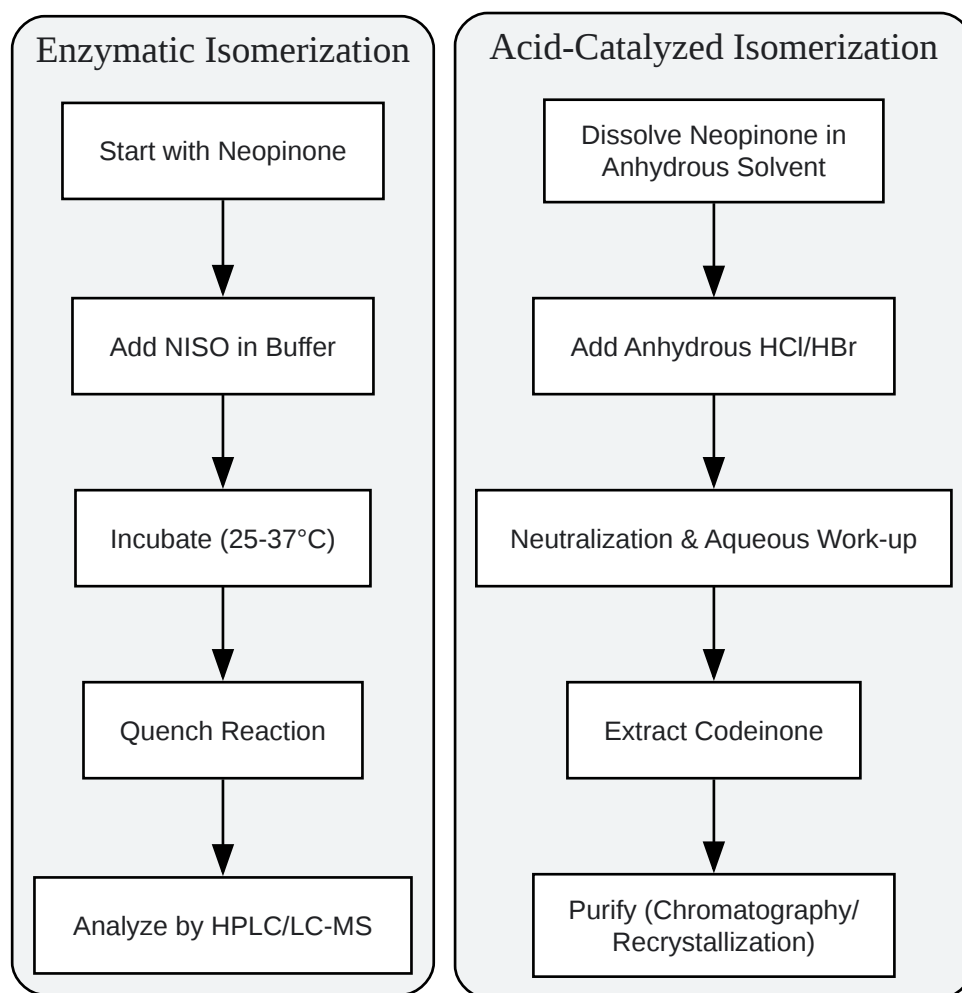 Enzymatic Isomerization
Start with Neopinone
Add NISO in Buffer
Incubate (25-37°C)
Quench Reaction
Analyze by HPLC/LC-MS
Acid-Catalyzed Isomerization
Dissolve Neopinone in
Anhydrous Solvent
Add Anhydrous HCl/HBr
Neutralization & Aqueous Work-up
Extract Codeinone
Purify (Chromatography/
Recrystallization)